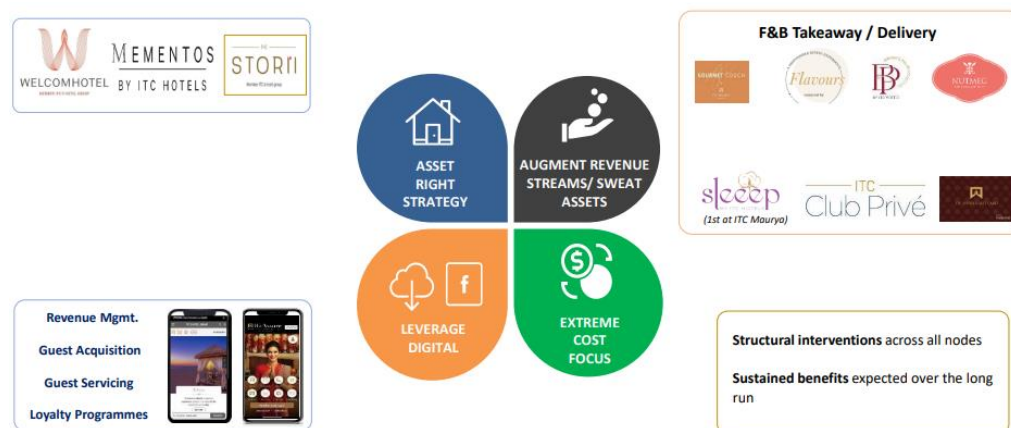 WELCOMHOTEL
MEMENTOS
BY ITC HOTELS
STORII
ASSET
RIGHT
STRATEGY
AUGMENT REVENUE
STREAMS/ SWEAT
ASSETS
LEVERAGE
DIGITAL
f
$
EXTREME
COST
FOCUS
F&B Takeaway / Delivery
GOURMET COUCH
Flavours
NUTMEG
sleeep
(1st at ITC Maurya)
ITC
Club Privé
Revenue Mgmt.
Guest Acquisition
Guest Servicing
Loyalty Programmes
Structural interventions across all nodes
Sustained benefits expected over the long
run